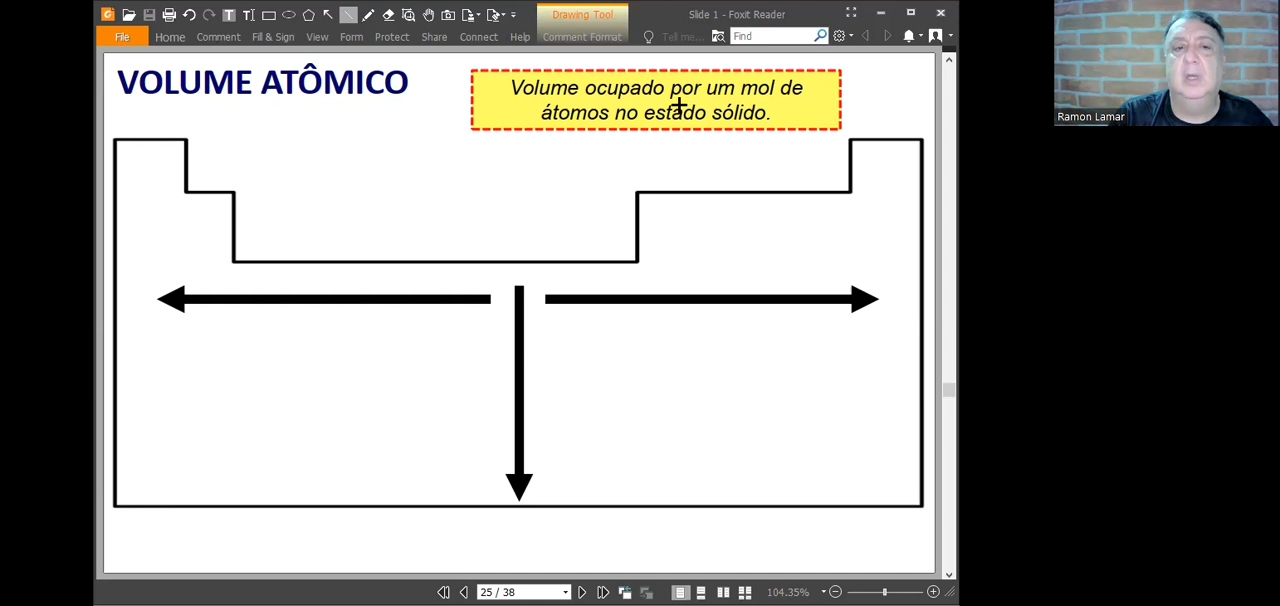 Slide 1 - Foxit Reader
Drawing Tool
File Home Comment Fill & Sign View Form Protect Share Connect Help Comment Format Tell me... Find
VOLUME ATÔMICO
Volume ocupado por um mol de
átomos no estado sólido.
Ramon Lamar
25 / 38
104.35%